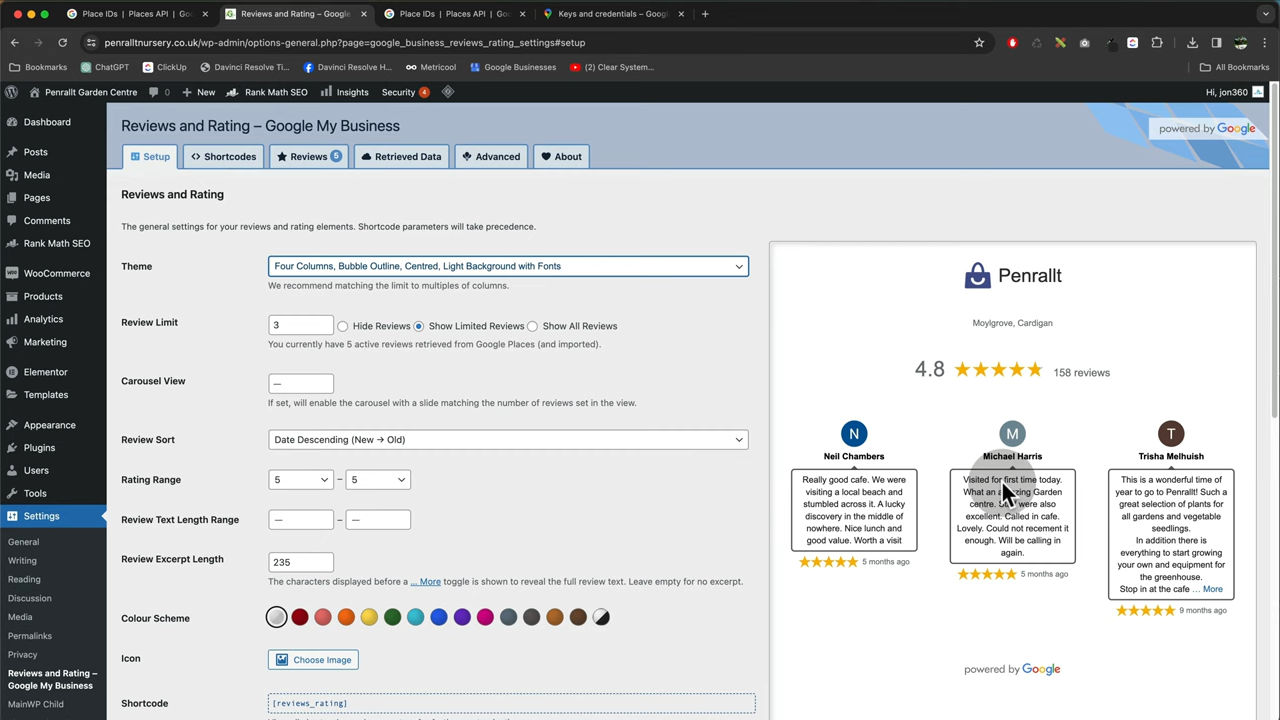 Place IDs | Places API | Goo
Reviews and Rating – Google
Place IDs | Places API | Goo
Keys and credentials – Googl
penralltnursery.co.uk/wp-admin/options-general.php?page=google_business_reviews_rating_settings#setup
Bookmarks
ChatGPT
ClickUp
Davinci Resolve Ti...
Davinci Resolve H...
Metricool
Google Businesses
(2) Clear System...
All Bookmarks
Penrallt Garden Centre
0
New
Rank Math SEO
Insights
Security 4
Hi, jon360
Dashboard
Posts
Media
Pages
Comments
Rank Math SEO
WooCommerce
Products
Analytics
Marketing
Elementor
Templates
Appearance
Plugins
Users
Tools
Settings
General
Writing
Reading
Discussion
Media
Permalinks
Privacy
Reviews and Rating –
Google My Business
MainWP Child
Reviews and Rating – Google My Business
powered by Google
Setup
Shortcodes
Reviews 5
Retrieved Data
Advanced
About
Reviews and Rating
The general settings for your reviews and rating elements. Shortcode parameters will take precedence.
Theme
Four Columns, Bubble Outline, Centred, Light Background with Fonts
We recommend matching the limit to multiples of columns.
Review Limit
3
Hide Reviews
Show Limited Reviews
Show All Reviews
You currently have 5 active reviews retrieved from Google Places (and imported).
Carousel View
—
If set, will enable the carousel with a slide matching the number of reviews set in the view.
Review Sort
Date Descending (New → Old)
Rating Range
5 – 5
Review Text Length Range
— – —
Review Excerpt Length
235
The characters displayed before a ... More toggle is shown to reveal the full review text. Leave empty for no excerpt.
Colour Scheme
Icon
Choose Image
Shortcode
[reviews_rating]
Penrallt
Moylgrove, Cardigan
4.8
158 reviews
N
Neil Chambers
Really good cafe. We were
visiting a local beach and
stumbled across it. A lucky
discovery in the middle of
nowhere. Nice lunch and
good value. Worth a visit
5 months ago
M
Michael Harris
Visited for first time today.
What an Garden
centre. were also
excellent. Called in cafe.
Lovely. Could not recement it
enough. Will be calling in
again.
5 months ago
T
Trisha Melhuish
This is a wonderful time of
year to go to Penrallt! Such a
great selection of plants for
all gardens and vegetable
seedlings.
In addition there is
everything to start growing
your own and equipment for
the greenhouse.
Stop in at the cafe ... More
9 months ago
powered by Google